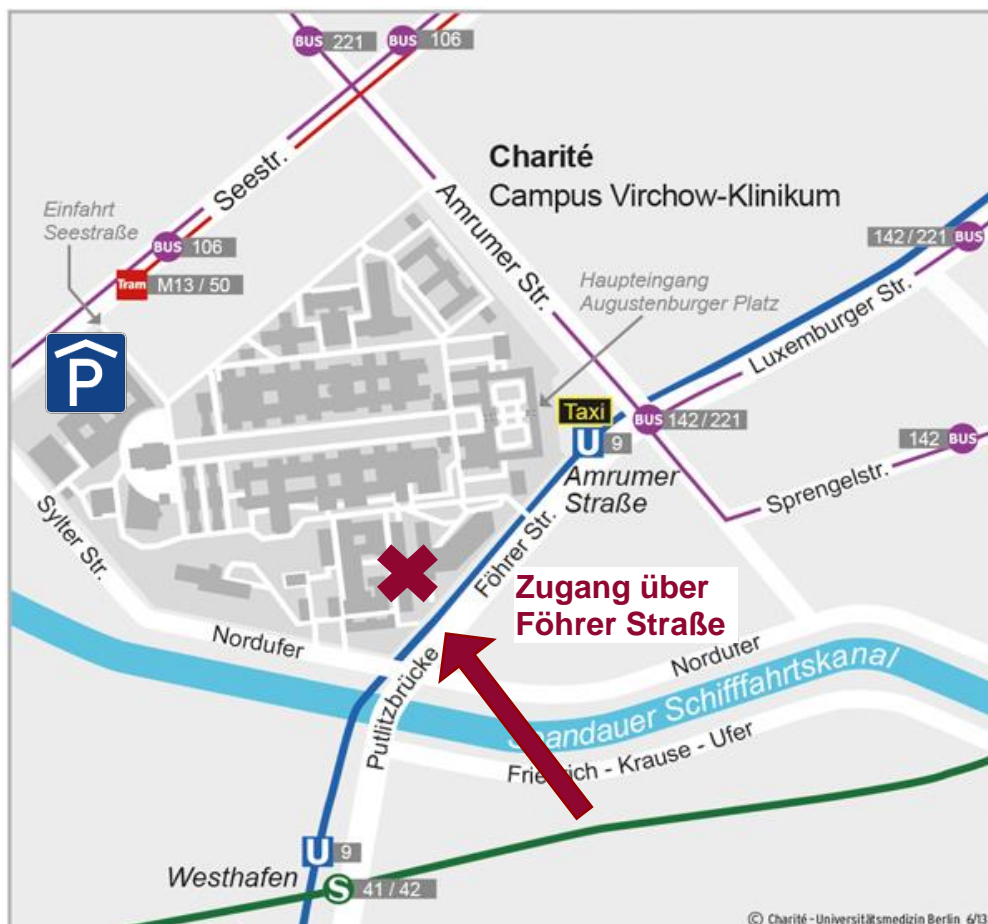 BUS 221
BUS 106
Charité
Campus Virchow-Klinikum
Seestr.
Amrumer Str.
Einfahrt
Seestraße
BUS 106
142 / 221 BUS
Tram M13 / 50
Haupteingang
Augustenburger Platz
Luxemburger Str.
P
Taxi
BUS 142 / 221
U 9
142 BUS
Amrumer
Straße
Sprengelstr.
Sylter Str.
Föhrer Str.
Zugang über
Föhrer Straße
Nordufer
Nordufer
Putlitzbrücke
Spandauer Schifffahrtskanal
Friedrich - Krause - Ufer
U 9
Westhafen
S 41 / 42
© Charité - Universitätsmedizin Berlin 6/13